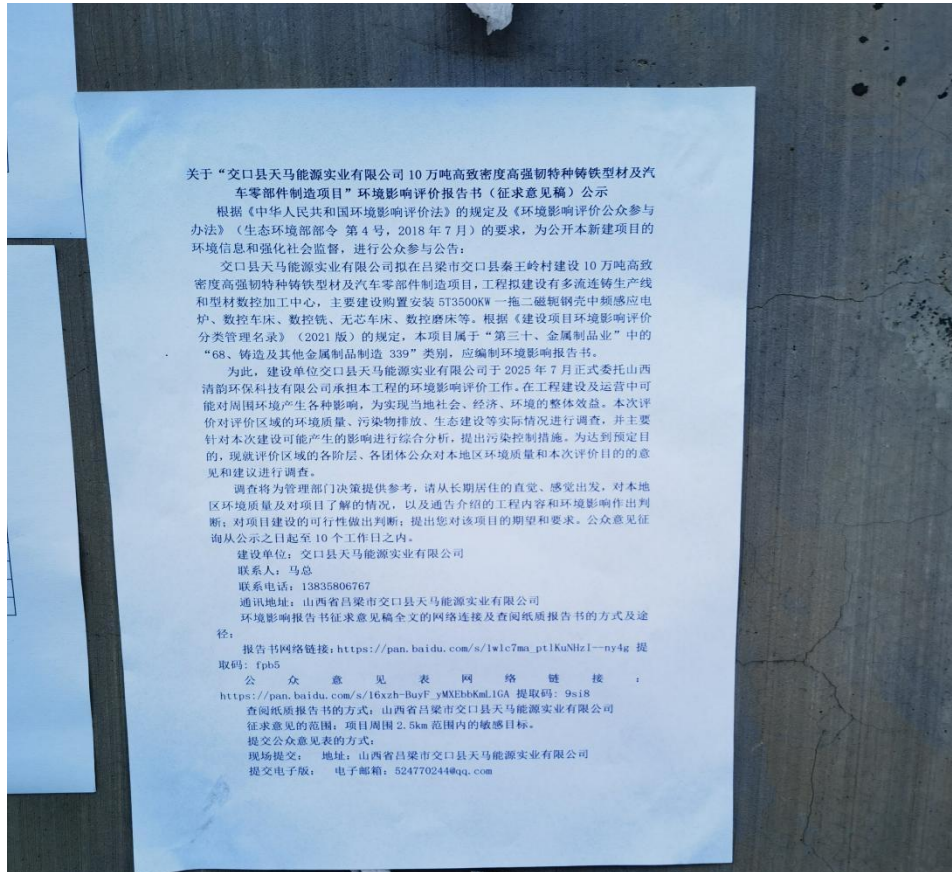 关于“交口县天马能源实业有限公司 10 万吨高致密度高强韧特种铸铁型材及汽
车零部件制造项目”环境影响评价报告书（征求意见稿）公示
根据《中华人民共和国环境影响评价法》的规定及《环境影响评价公众参与
办法》（生态环境部部令 第 4 号，2018 年 7 月）的要求，为公开本新建项目的
环境信息和强化社会监督，进行公众参与公告：
交口县天马能源实业有限公司拟在吕梁市交口县秦王岭村建设 10 万吨高致
密度高强韧特种铸铁型材及汽车零部件制造项目，工程拟建设有多流连铸生产线
和型材数控加工中心，主要建设购置安装 5T3500KW 一拖二磁轭钢壳中频感应电
炉、数控车床、数控铣、无芯车床、数控磨床等。根据《建设项目环境影响评价
分类管理名录》（2021 版）的规定，本项目属于“第三十、金属制品业”中的
“68、铸造及其他金属制品制造 339”类别，应编制环境影响报告书。
为此，建设单位交口县天马能源实业有限公司于 2025 年 7 月正式委托山西
清韵环保科技有限公司承担本工程的环境影响评价工作。在工程建设及运营中可
能对周围环境产生各种影响，为实现当地社会、经济、环境的整体效益。本次评
价对评价区域的环境质量、污染物排放、生态建设等实际情况进行调查，并主要
针对本次建设可能产生的影响进行综合分析，提出污染控制措施。为达到预定目
的，现就评价区域的各阶层、各团体公众对本地区环境质量和本次评价目的的意
见和建议进行调查。
调查将为管理部门决策提供参考，请从长期居住的直觉、感觉出发，对本地
区环境质量及对项目了解的情况，以及通告介绍的工程内容和环境影响作出判
断；对项目建设的可行性做出判断；提出您对该项目的期望和要求。公众意见征
询从公示之日起至 10 个工作日之内。
建设单位：交口县天马能源实业有限公司
联系人：马总
联系电话：13835806767
通讯地址：山西省吕梁市交口县天马能源实业有限公司
环境影响报告书征求意见稿全文的网络连接及查阅纸质报告书的方式及途
径：
报告书网络链接：https://pan.baidu.com/s/1wlc7ma_ptlKuNHzI--ny4g 提
取码：fpb5
公 众 意 见 表 网 络 链 接 ：
https://pan.baidu.com/s/16xzh-BuyF_yMXEbbKmL1GA 提取码：9si8
查阅纸质报告书的方式：山西省吕梁市交口县天马能源实业有限公司
征求意见的范围：项目周围 2.5km 范围内的敏感目标。
提交公众意见表的方式：
现场提交： 地址：山西省吕梁市交口县天马能源实业有限公司
提交电子版： 电子邮箱：524770244@qq.com